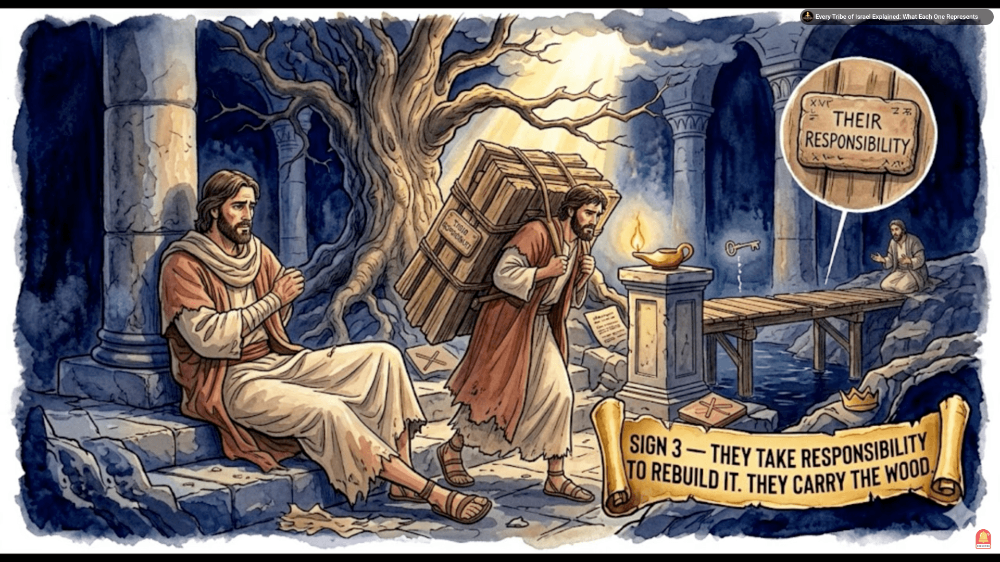 Every Tribe of Israel Explained: What Each One Represents
THEIR
RESPONSIBILITY
SIGN 3 — THEY TAKE RESPONSIBILITY
TO REBUILD IT. THEY CARRY THE WOOD.
SUBSCRIBE